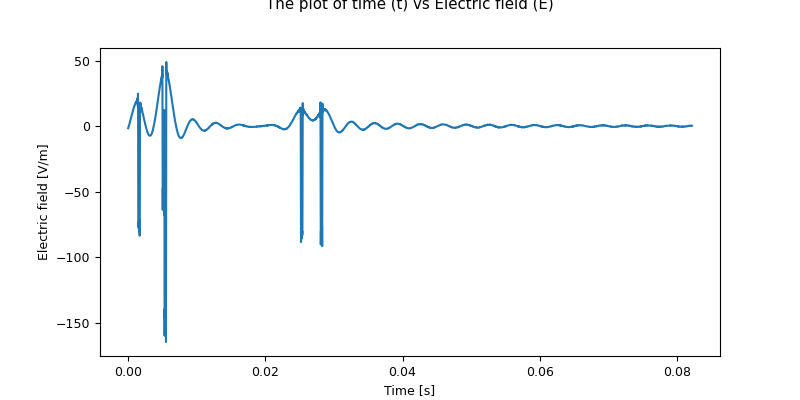 The plot of time (t) vs Electric field (E)
50
0
−50
−100
−150
Electric field [V/m]
0.00 0.02 0.04 0.06 0.08
Time [s]